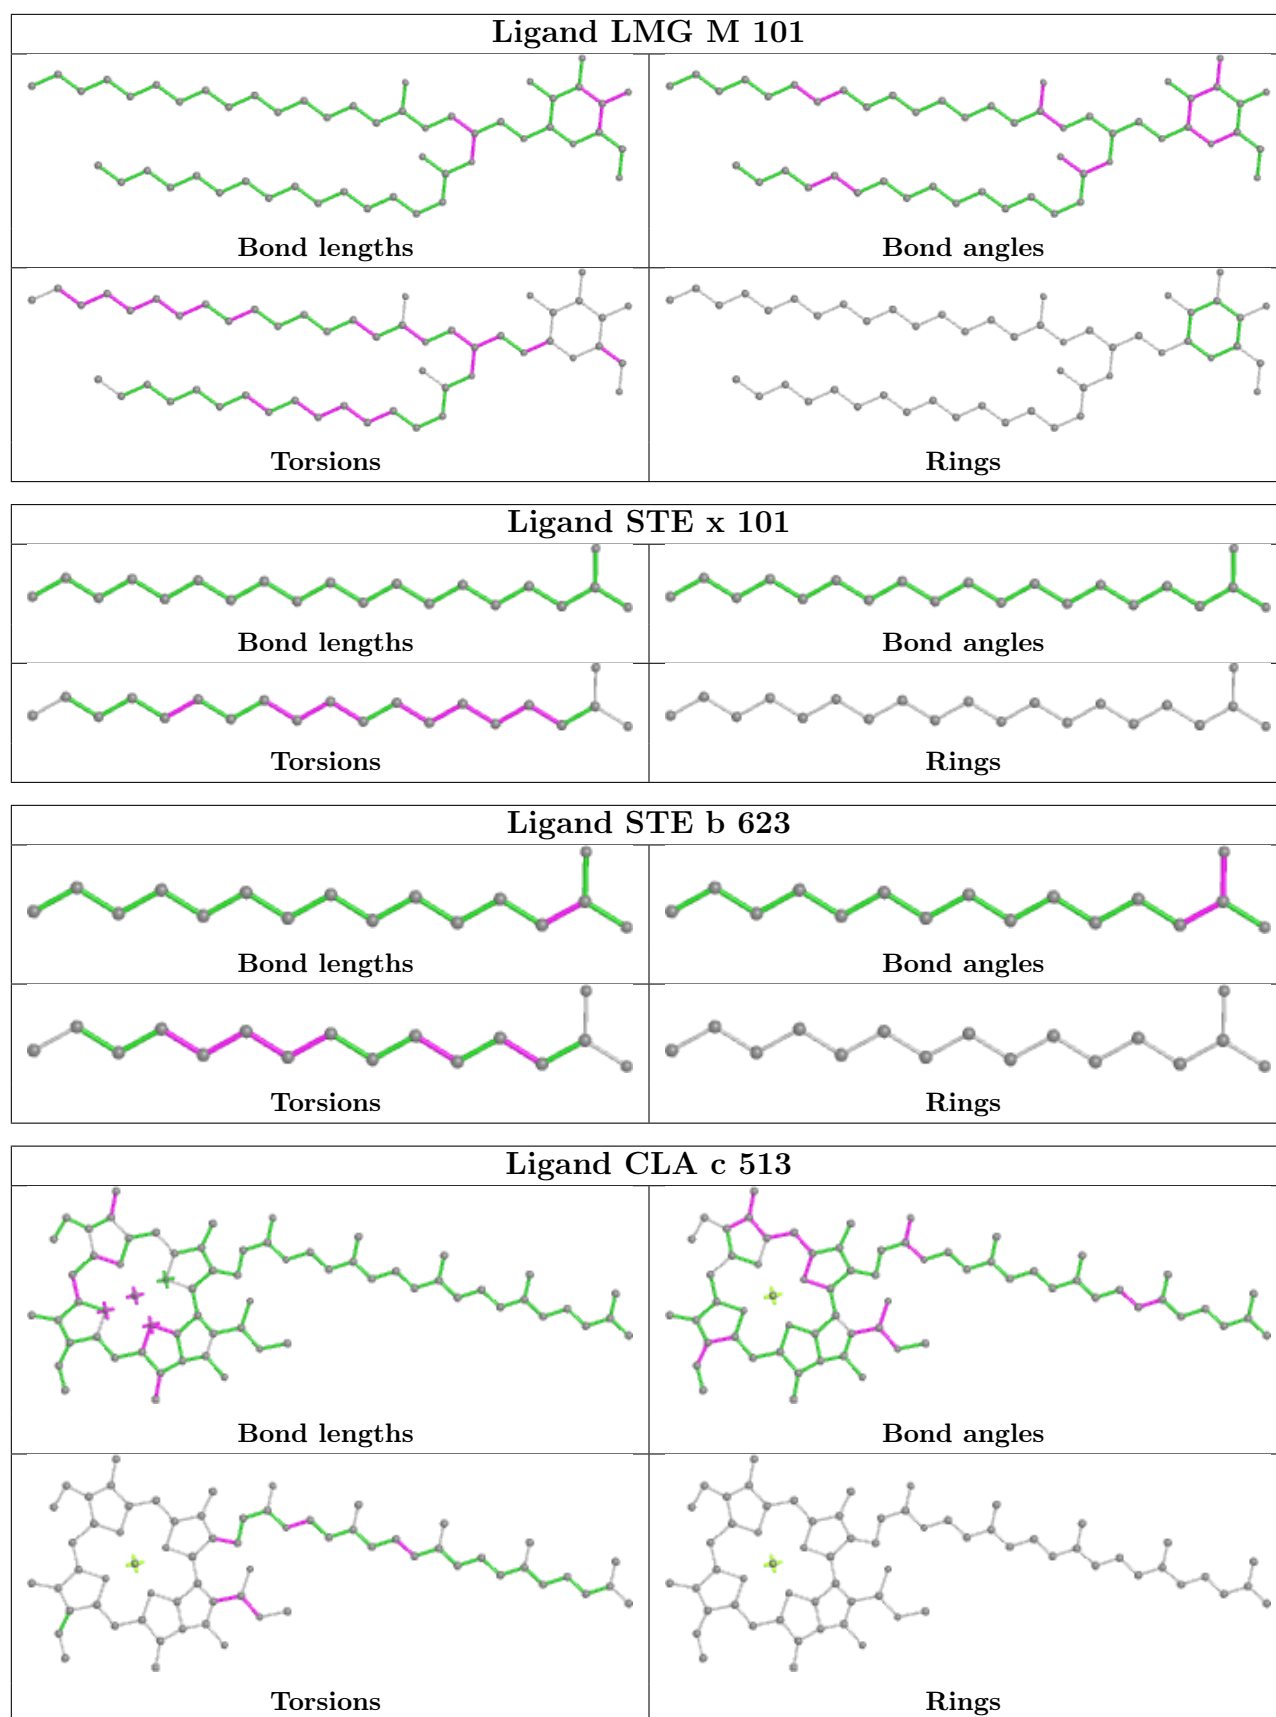 Ligand LMG M 101
Bond lengths
Bond angles
Torsions
Rings
Ligand STE x 101
Bond lengths
Bond angles
Torsions
Rings
Ligand STE b 623
Bond lengths
Bond angles
Torsions
Rings
Ligand CLA c 513
Bond lengths
Bond angles
Torsions
Rings